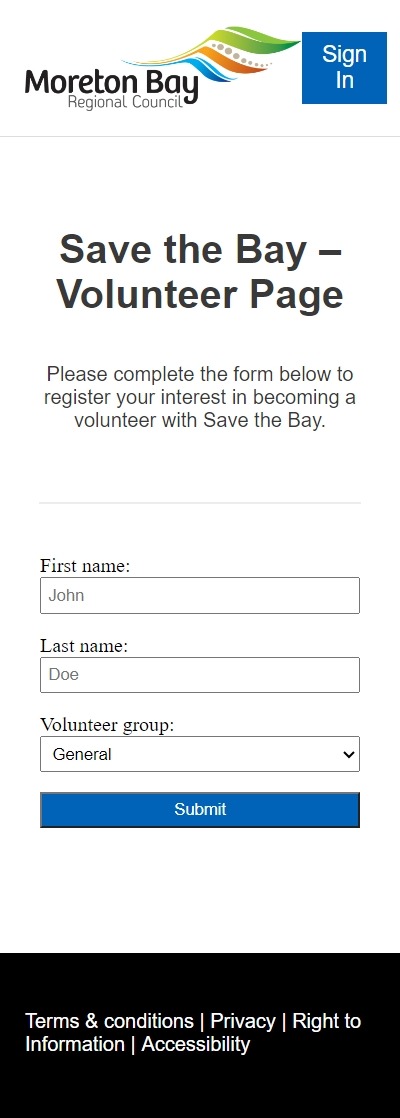 Moreton Bay
Regional Council
Sign
In
Save the Bay –
Volunteer Page
Please complete the form below to
register your interest in becoming a
volunteer with Save the Bay.
First name:
John
Last name:
Doe
Volunteer group:
General
Submit
Terms & conditions | Privacy | Right to
Information | Accessibility